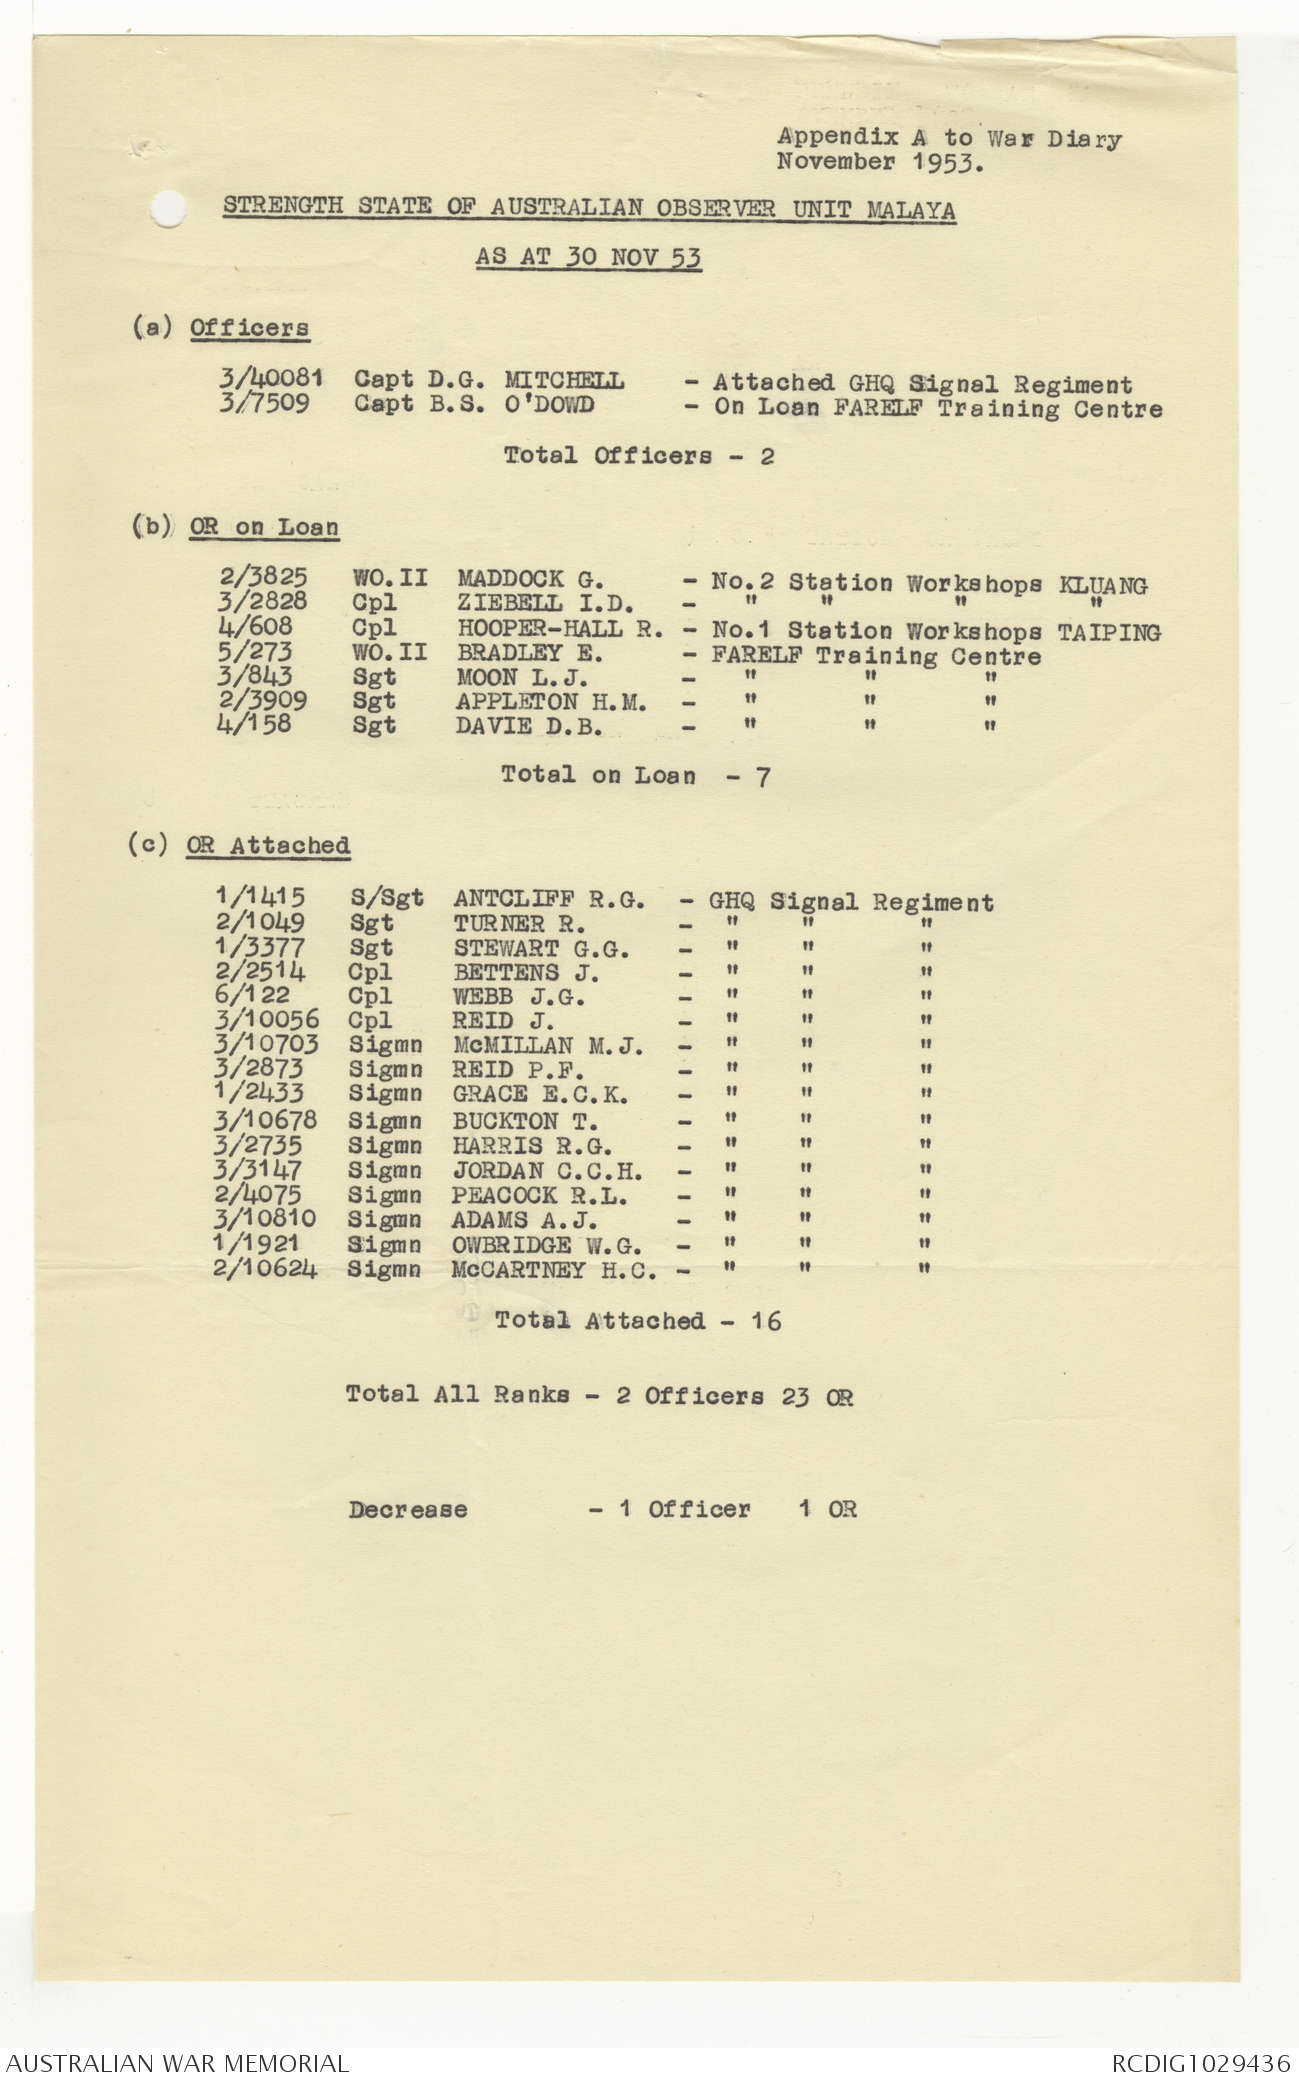 Appendix A to War Diary
November 1953.
STRENGTH STATE OF AUSTRALIAN OBSERVER UNIT MALAYA
AS AT 30 NOV 53
(a) Officers
3/40081 Capt D.G. MITCHELL - Attached GHQ Signal Regiment
3/7509 Capt B.S. O'DOWD - On Loan FARELF Training Centre
Total Officers - 2
(b) OR on Loan
2/3825 WO.II MADDOCK G. - No.2 Station Workshops KLUANG
3/2828 Cpl ZIEBELL I.D. - " " " "
4/608 Cpl HOOPER-HALL R. - No.1 Station Workshops TAIPING
5/273 WO.II BRADLEY E. - FARELF Training Centre
3/843 Sgt MOON L.J. - " " "
2/3909 Sgt APPLETON H.M. - " " "
4/158 Sgt DAVIE D.B. - " " "
Total on Loan - 7
(c) OR Attached
1/1415 S/Sgt ANTCLIFF R.G. - GHQ Signal Regiment
2/1049 Sgt TURNER R. - " " "
1/3377 Sgt STEWART G.G. - " " "
2/2514 Cpl BETTENS J. - " " "
6/122 Cpl WEBB J.G. - " " "
3/10056 Cpl REID J. - " " "
3/10703 Sigmn McMILLAN M.J. - " " "
3/2873 Sigmn REID P.F. - " " "
1/2433 Sigmn GRACE E.C.K. - " " "
3/10678 Sigmn BUCKTON T. - " " "
3/2735 Sigmn HARRIS R.G. - " " "
3/3147 Sigmn JORDAN C.C.H. - " " "
2/4075 Sigmn PEACOCK R.L. - " " "
3/10810 Sigmn ADAMS A.J. - " " "
1/1921 Sigmn OWBRIDGE W.G. - " " "
2/10624 Sigmn McCARTNEY H.C. - " " "
Total Attached - 16
Total All Ranks - 2 Officers 23 OR
Decrease - 1 Officer 1 OR
AUSTRALIAN WAR MEMORIAL
RCDIG1029436